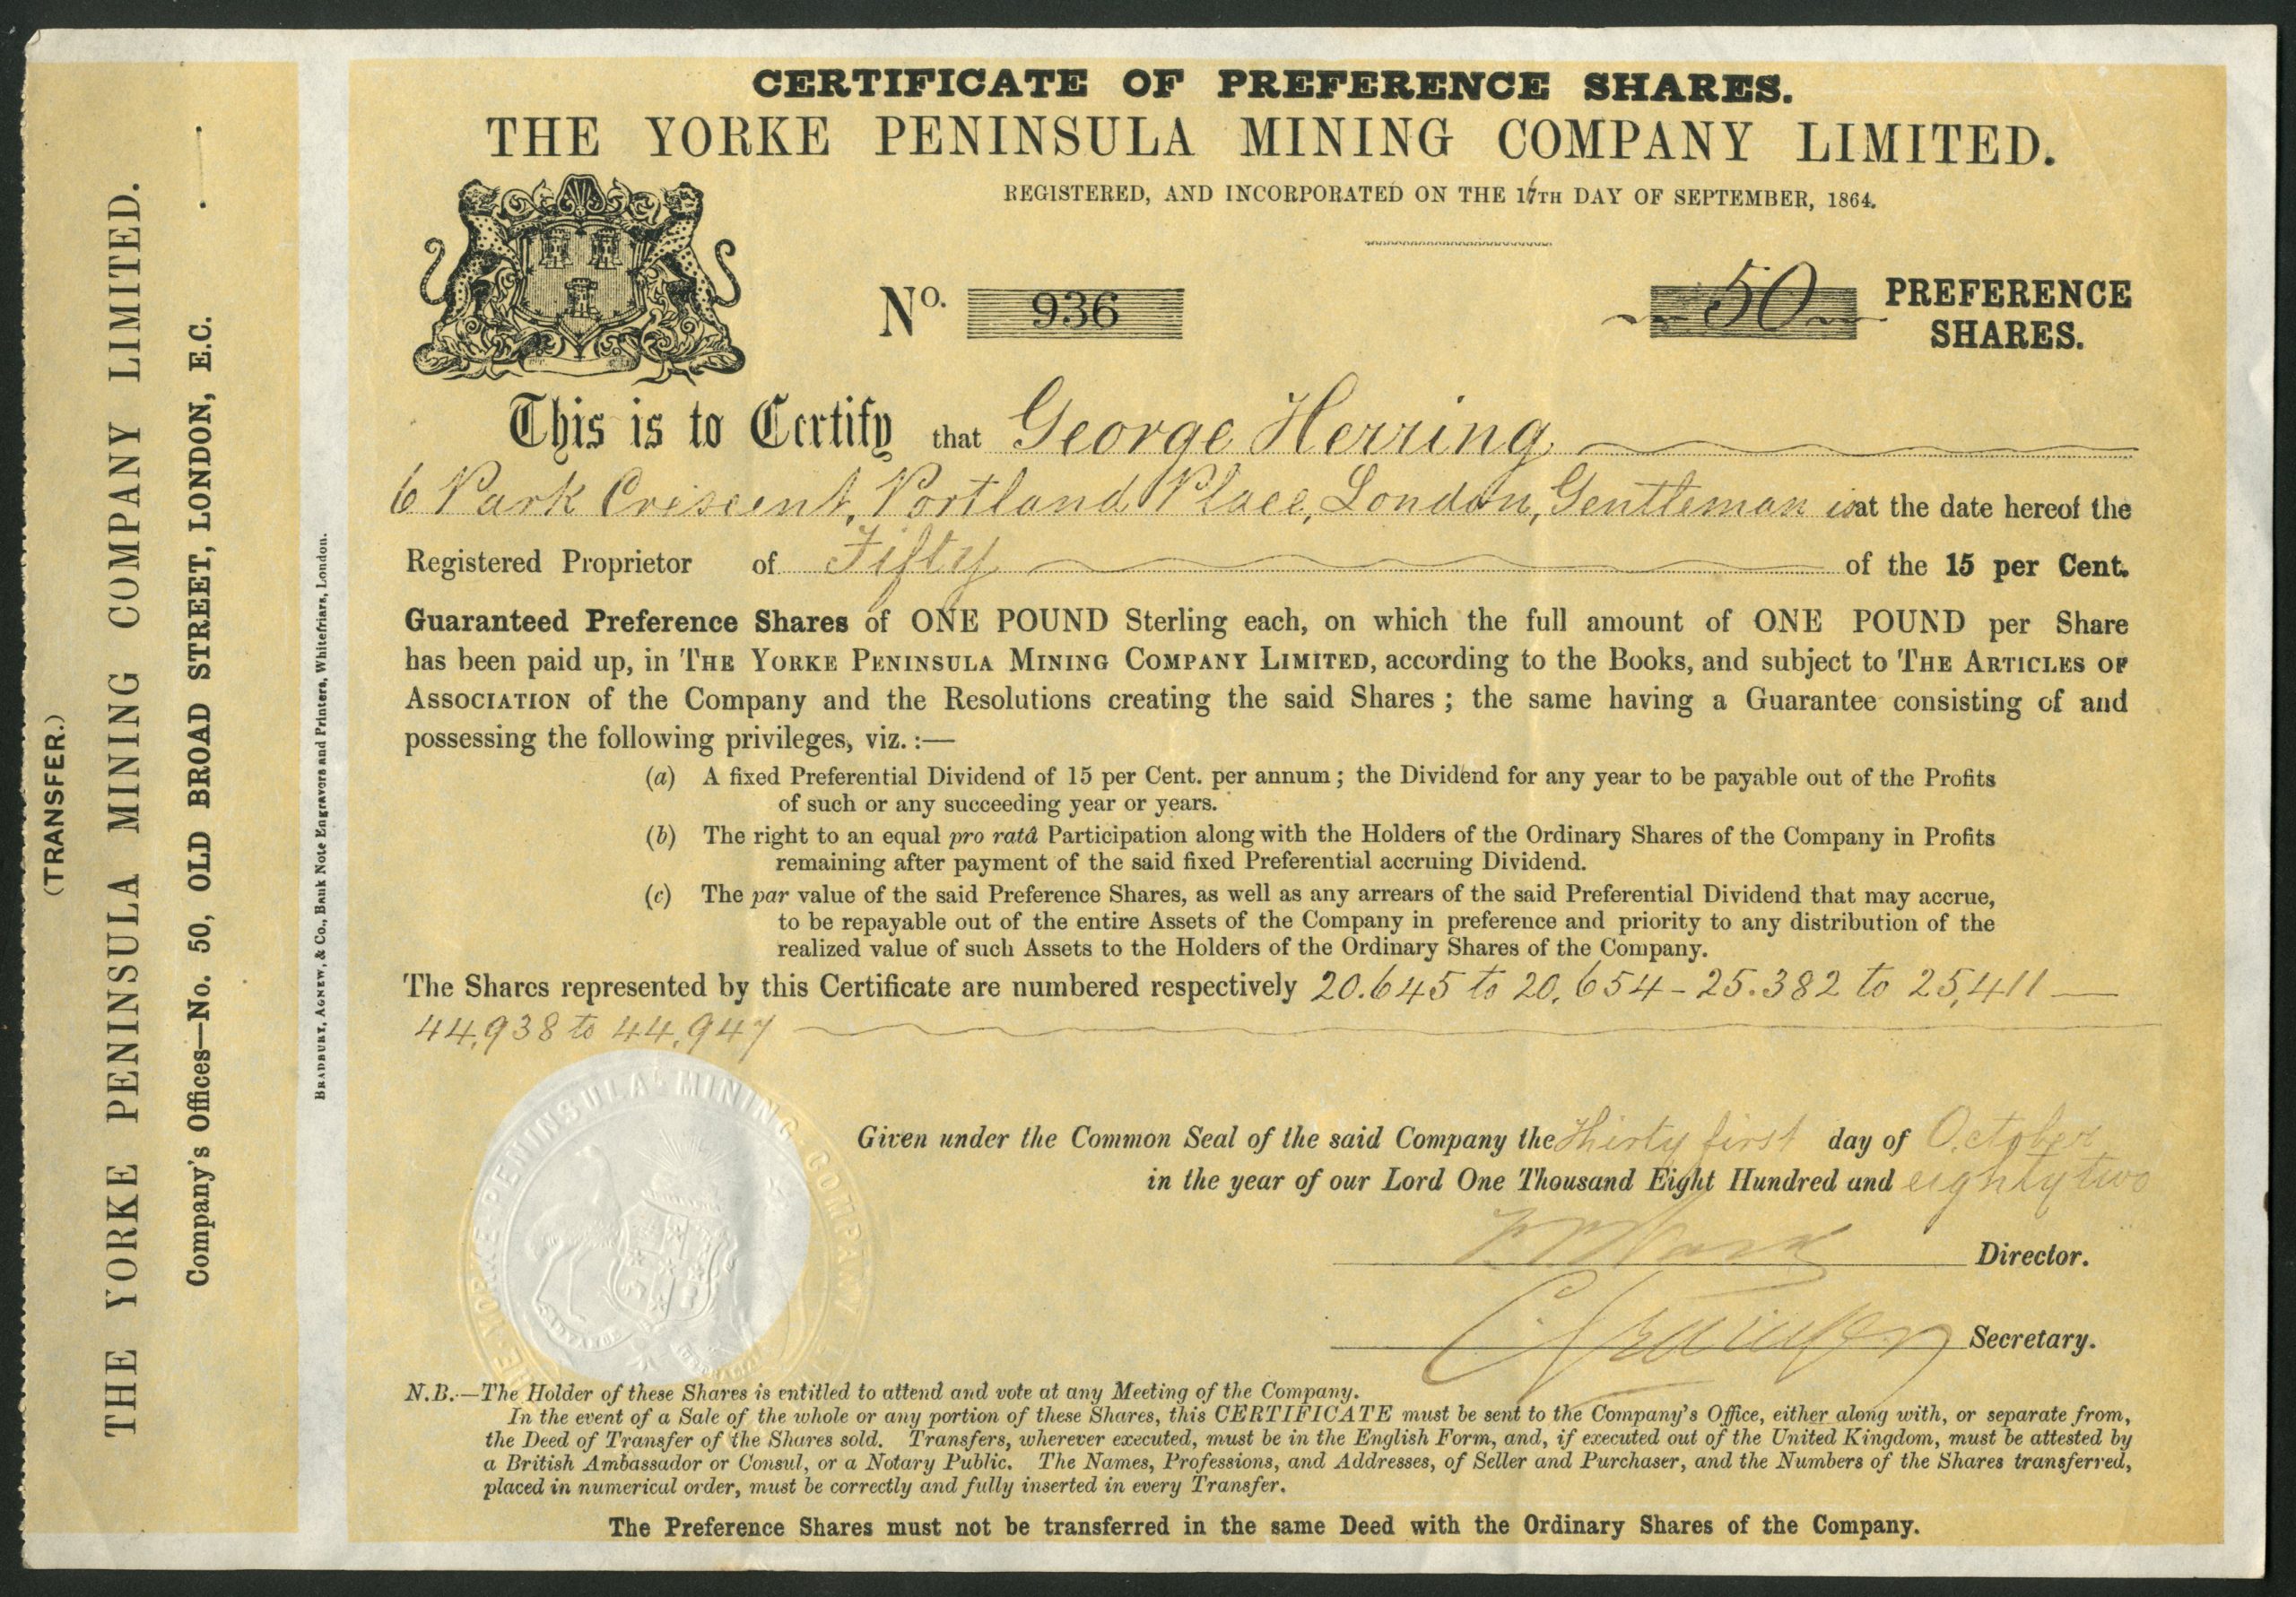 CERTIFICATE OF PREFERENCE SHARES.
THE YORKE PENINSULA MINING COMPANY LIMITED.
REGISTERED, AND INCORPORATED ON THE 16TH DAY OF SEPTEMBER, 1864.
No. 936
50 PREFERENCE
SHARES.
This is to Certify that George Herring
6 Park Crescent, Portland Place, London, Gentleman is at the date hereof the
Registered Proprietor of Fifty of the 15 per Cent.
Guaranteed Preference Shares of ONE POUND Sterling each, on which the full amount of ONE POUND per Share
has been paid up, in THE YORKE PENINSULA MINING COMPANY LIMITED, according to the Books, and subject to THE ARTICLES OF
ASSOCIATION of the Company and the Resolutions creating the said Shares; the same having a Guarantee consisting of and
possessing the following privileges, viz.:—
(a) A fixed Preferential Dividend of 15 per Cent. per annum; the Dividend for any year to be payable out of the Profits
of such or any succeeding year or years.
(b) The right to an equal pro ratâ Participation along with the Holders of the Ordinary Shares of the Company in Profits
remaining after payment of the said fixed Preferential accruing Dividend.
(c) The par value of the said Preference Shares, as well as any arrears of the said Preferential Dividend that may accrue,
to be repayable out of the entire Assets of the Company in preference and priority to any distribution of the
realized value of such Assets to the Holders of the Ordinary Shares of the Company.
The Shares represented by this Certificate are numbered respectively 20.645 to 20,654 - 25.382 to 25,411 —
44,938 to 44,947
THE YORKE PENINSULA MINING COMPANY
Given under the Common Seal of the said Company the Thirty first day of October
in the year of our Lord One Thousand Eight Hundred and eighty two
Director.
Secretary.
N.B.—The Holder of these Shares is entitled to attend and vote at any Meeting of the Company.
In the event of a Sale of the whole or any portion of these Shares, this CERTIFICATE must be sent to the Company's Office, either along with, or separate from,
the Deed of Transfer of the Shares sold. Transfers, wherever executed, must be in the English Form, and, if executed out of the United Kingdom, must be attested by
a British Ambassador or Consul, or a Notary Public. The Names, Professions, and Addresses, of Seller and Purchaser, and the Numbers of the Shares transferred,
placed in numerical order, must be correctly and fully inserted in every Transfer.
The Preference Shares must not be transferred in the same Deed with the Ordinary Shares of the Company.
(TRANSFER.)
THE YORKE PENINSULA MINING COMPANY LIMITED.
Company's Offices—No. 50, OLD BROAD STREET, LONDON, E.C.
BRADBURY, AGNEW, & Co., Bank Note Engravers and Printers, Whitefriars, London.